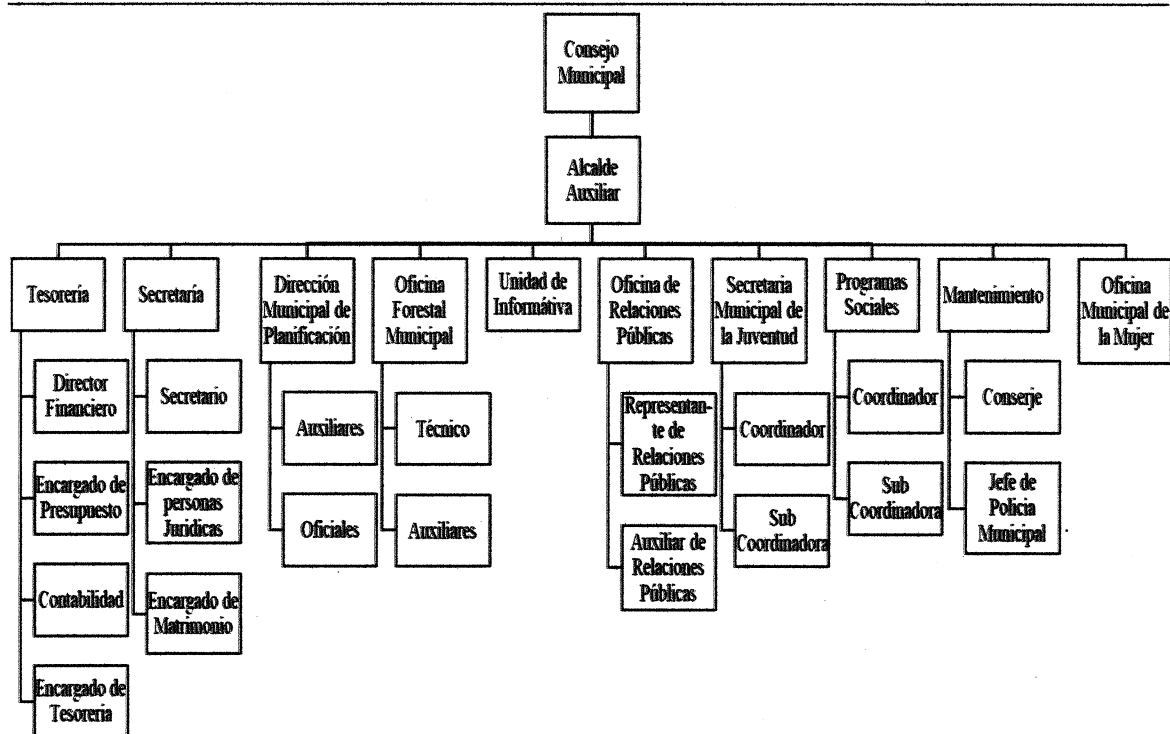 Consejo
Municipal
Alcalde
Auxiliar
Tesorería
Director
Financiero
Encargado de
Presupuesto
Contabilidad
Encargado de
Tesoreria
Secretaría
Secretario
Encargado de
personas
Juridicas
Encargado de
Matrimonio
Dirección
Municipal de
Planificación
Auxiliares
Oficiales
Oficina
Forestal
Municipal
Técnico
Auxiliares
Unidad de
Informátiva
Oficina de
Relaciones
Públicas
Representan-
te de
Relaciones
Públicas
Auxiliar de
Relaciones
Públicas
Secretaria
Municipal de
la Juventud
Coordinador
Sub
Coordinadora
Programas
Sociales
Coordinador
Sub
Coordinadora
Mantenimiento
Conserje
Jefe de
Policia
Municipal
Oficina
Municipal de
la Mujer